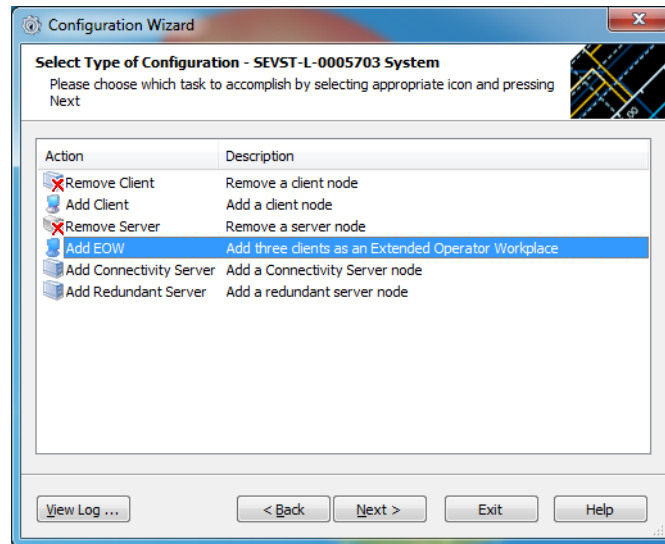 Configuration Wizard
Select Type of Configuration - SEVST-L-0005703 System
Please choose which task to accomplish by selecting appropriate icon and pressing
Next
Action Description
Remove Client Remove a client node
Add Client Add a client node
Remove Server Remove a server node
Add EOW Add three clients as an Extended Operator Workplace
Add Connectivity Server Add a Connectivity Server node
Add Redundant Server Add a redundant server node
View Log ... < Back Next > Exit Help